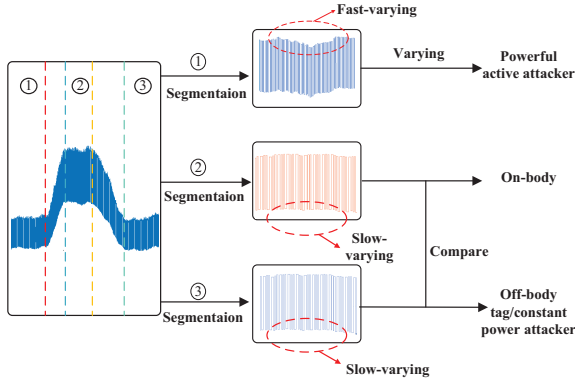 Fast-varying
① ② ③
①
Segmentaion
Varying
Powerful
active attacker
②
Segmentaion
On-body
Slow-
varying
Compare
③
Segmentaion
Off-body
tag/constant
power attacker
Slow-varying